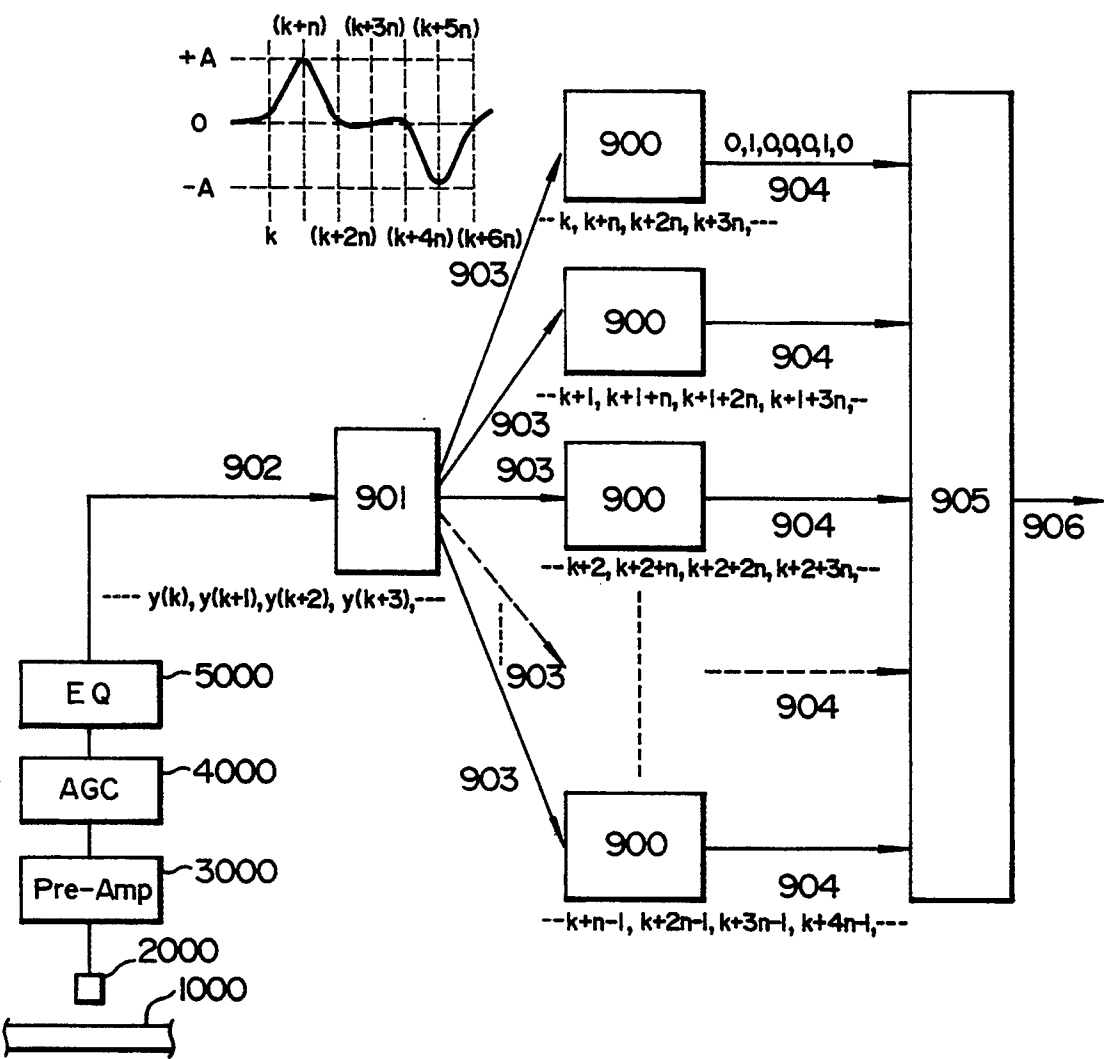 (k+n) (k+3n) (k+5n)
+A
0
-A
k (k+2n) (k+4n) (k+6n)
900
0,1,0,0,0,1,0
904
--k, k+n, k+2n, k+3n,---
903
900
904
--k+1, k+1+n, k+1+2n, k+1+3n,--
903
902
901
903
900
904
905
906
--k+2, k+2+n, k+2+2n, k+2+3n,--
---- y(k), y(k+1), y(k+2), y(k+3),---
903
904
EQ
5000
AGC
4000
903
900
904
Pre-Amp
3000
--k+n-1, k+2n-1, k+3n-1, k+4n-1,---
2000
1000